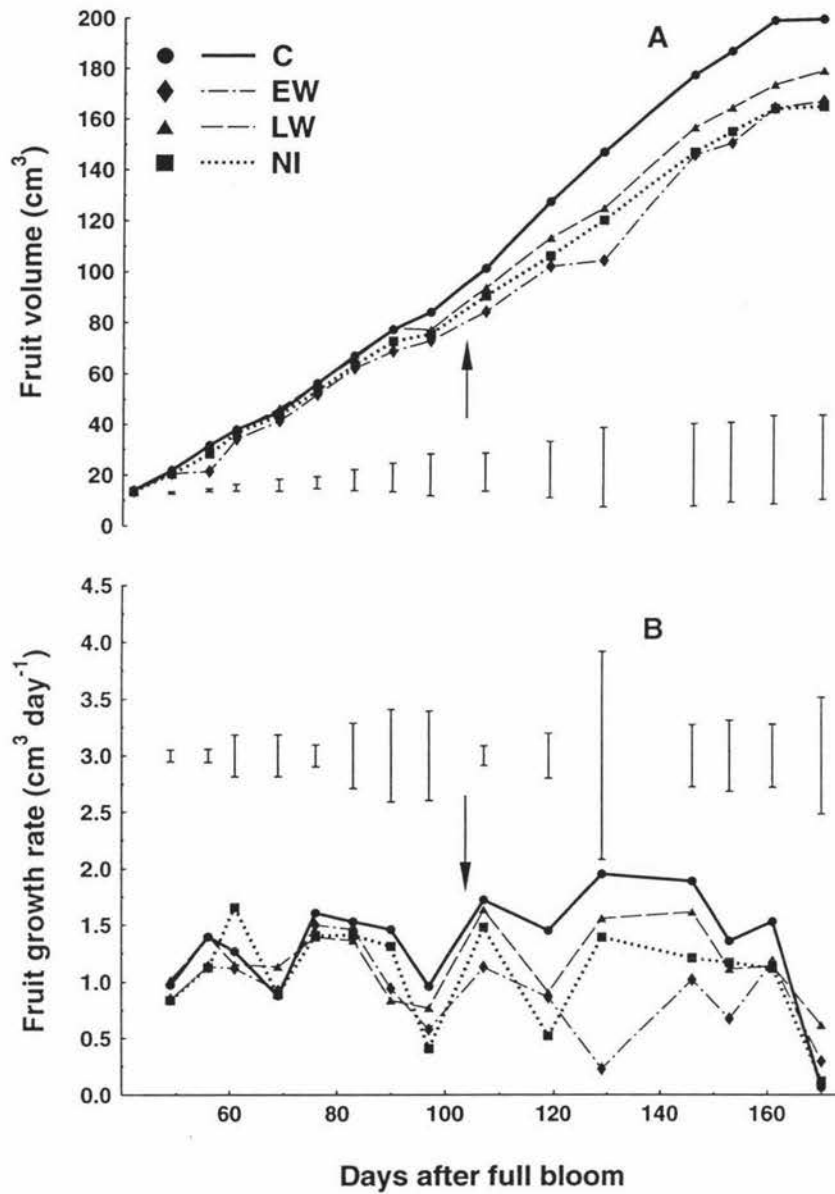 200
180
160
140
120
100
80
60
40
20
0
Fruit volume (cm³)
A
C
EW
LW
NI
4.5
4.0
3.5
3.0
2.5
2.0
1.5
1.0
0.5
0.0
Fruit growth rate (cm³ day⁻¹)
B
60 80 100 120 140 160
Days after full bloom